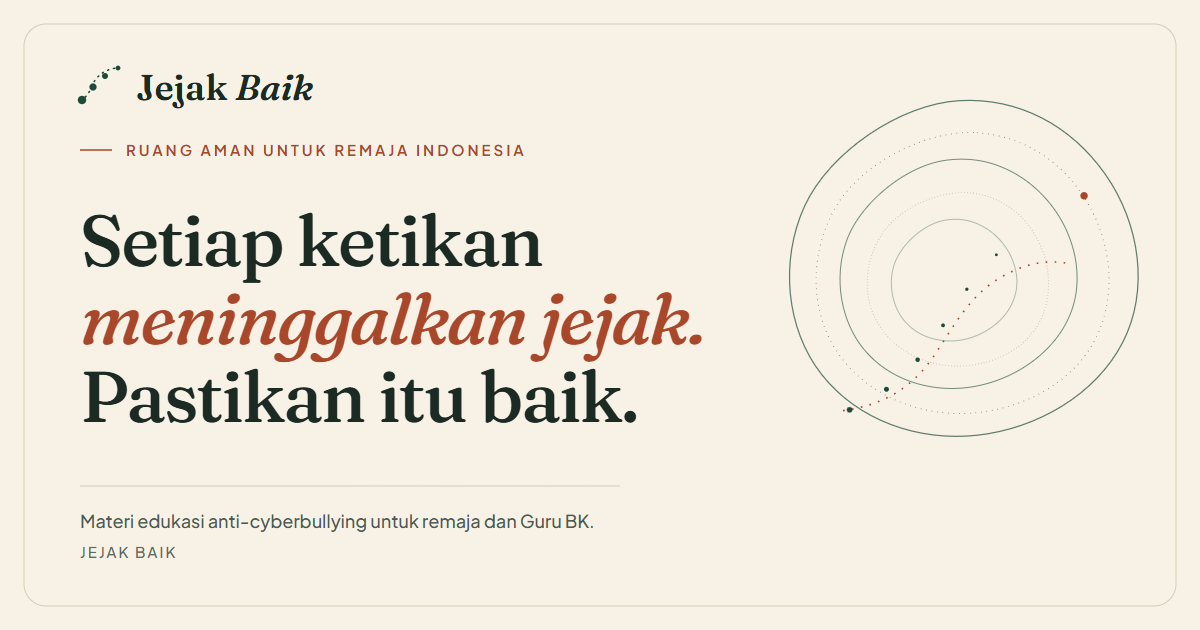 Jejak Baik
RUANG AMAN UNTUK REMAJA INDONESIA
Setiap ketikan
meninggalkan jejak.
Pastikan itu baik.
Materi edukasi anti-cyberbullying untuk remaja dan Guru BK.
JEJAK BAIK